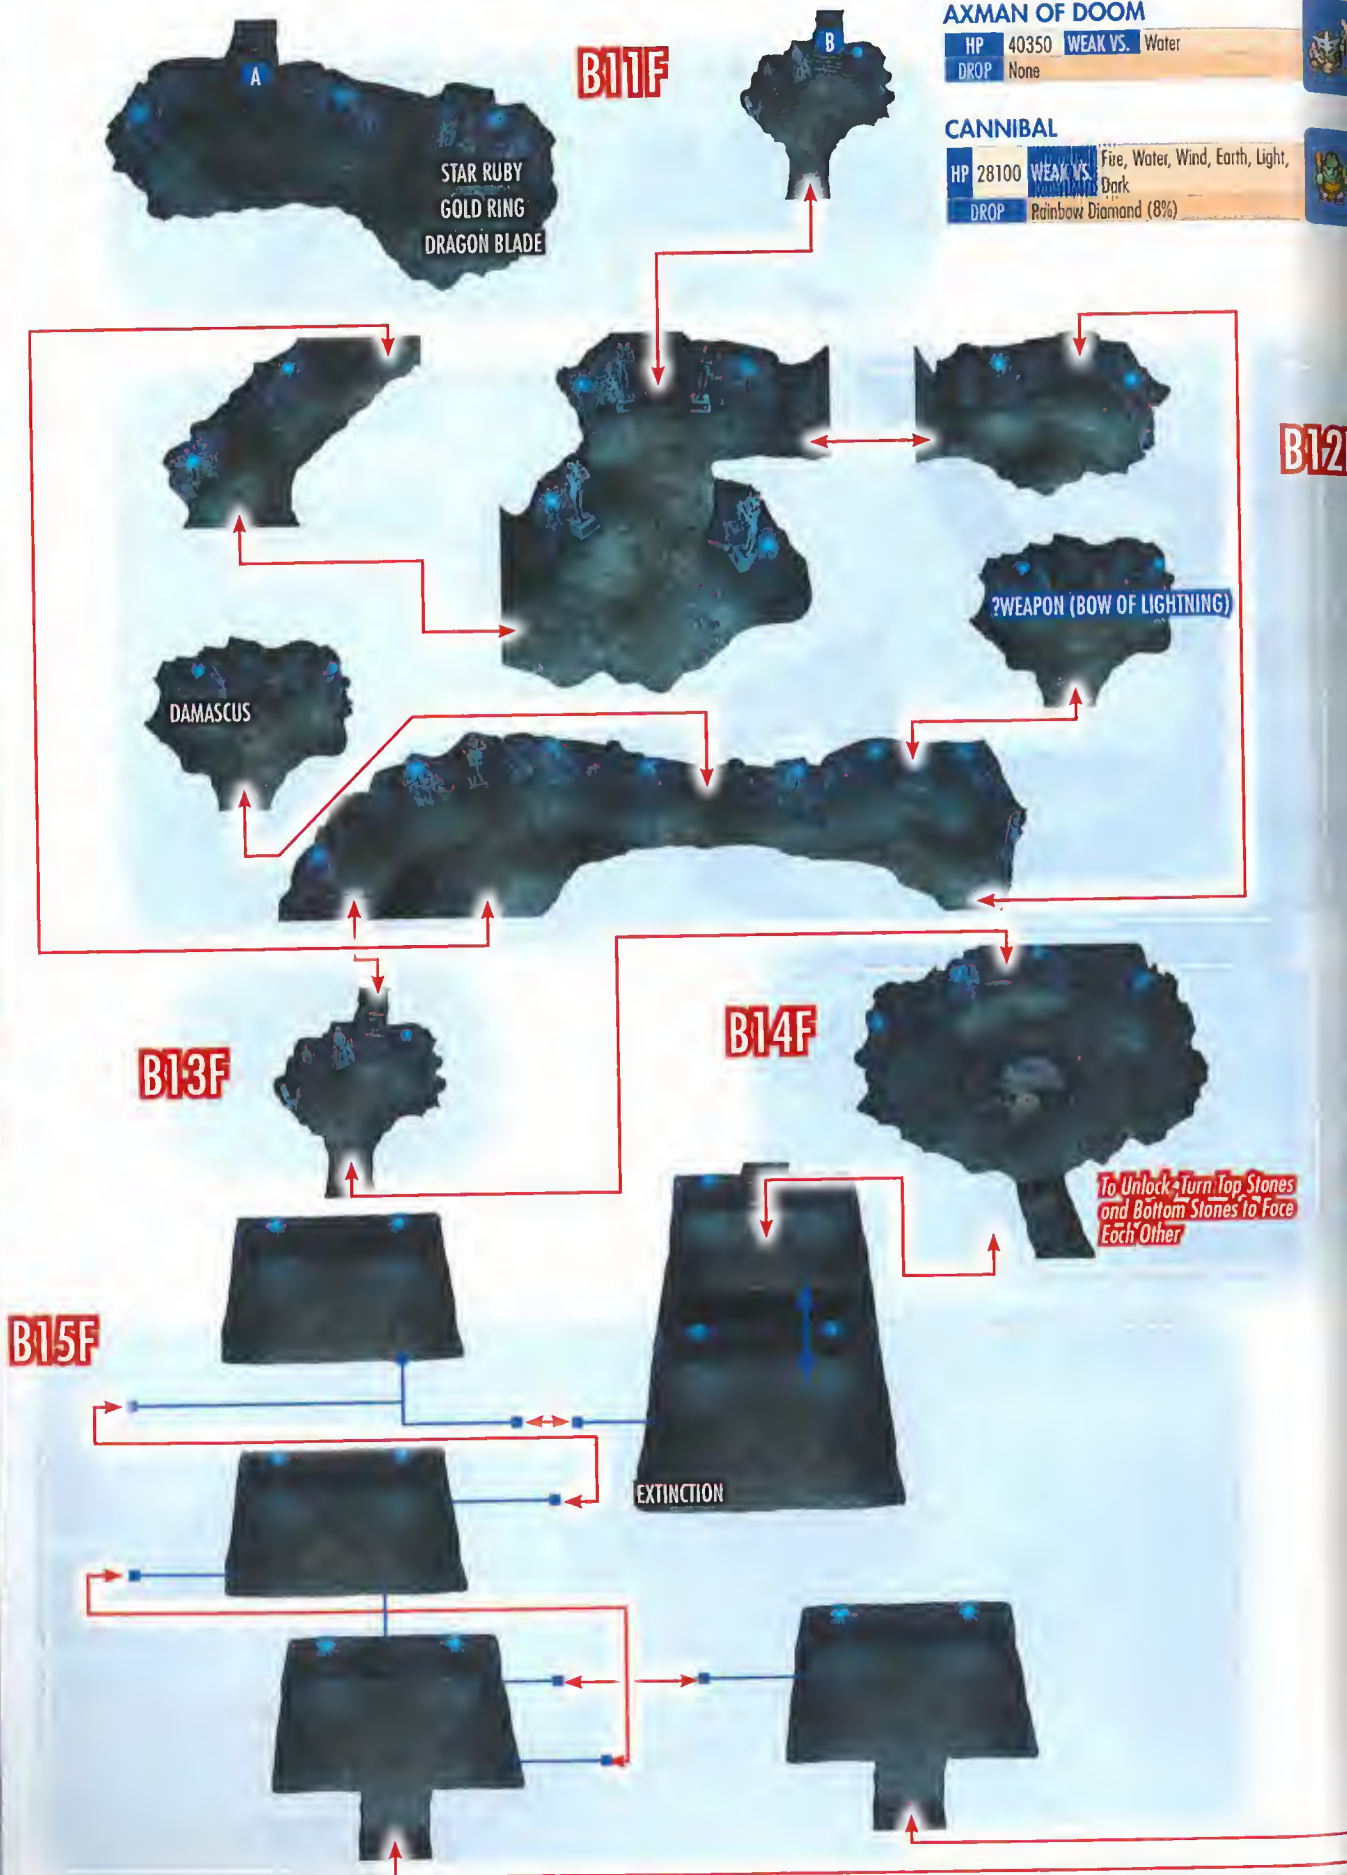 AXMAN OF DOOM
HP 40350 WEAK VS. Water
DROP None
CANNIBAL
HP 28100 WEAK VS. Fire, Water, Wind, Earth, Light,
Dark
DROP Rainbow Diamond (8%)
B11F
A
B
STAR RUBY
GOLD RING
DRAGON BLADE
B12
?WEAPON (BOW OF LIGHTNING)
DAMASCUS
B13F
B14F
To Unlock•Turn Top Stones
and Bottom Stones to Face
Each Other
B15F
EXTINCTION